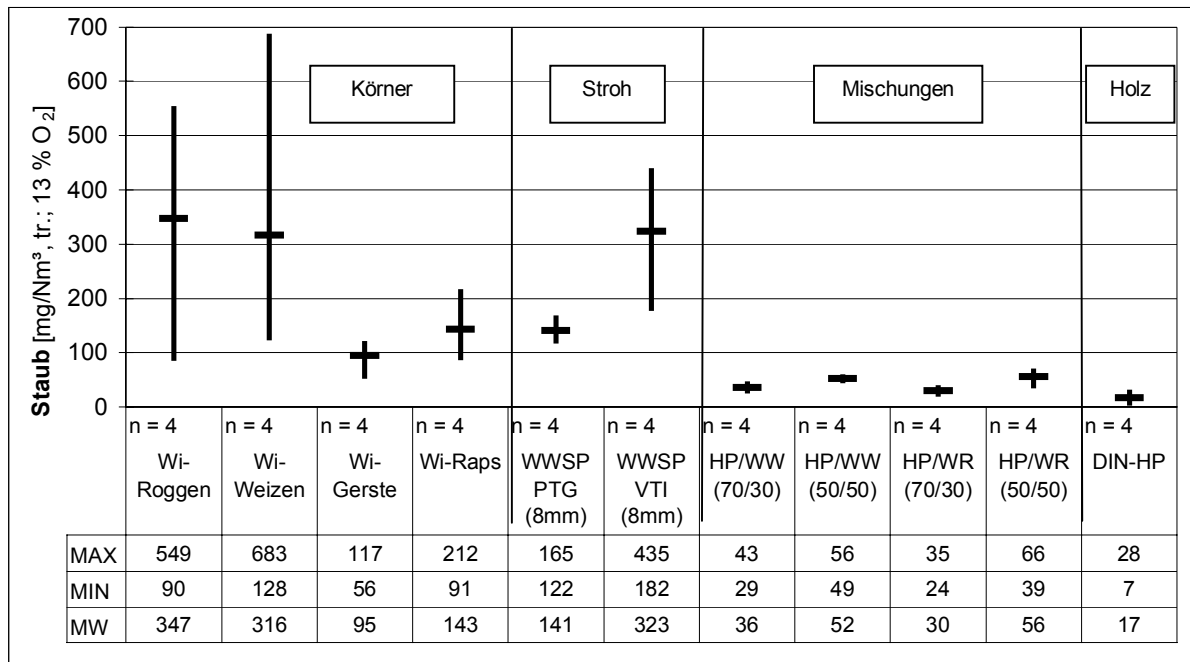 700
600
500
400
300
200
100
0
Staub [mg/Nm³, tr.; 13 % O₂]
Körner
Stroh
Mischungen
Holz
n = 4 n = 4 n = 4 n = 4 n = 4 n = 4 n = 4 n = 4 n = 4 n = 4 n = 4
Wi-Roggen Wi-Weizen Wi-Gerste Wi-Raps WWSP PTG (8mm) WWSP VTI (8mm) HP/WW (70/30) HP/WW (50/50) HP/WR (70/30) HP/WR (50/50) DIN-HP
MAX 549 683 117 212 165 435 43 56 35 66 28
MIN 90 128 56 91 122 182 29 49 24 39 7
MW 347 316 95 143 141 323 36 52 30 56 17